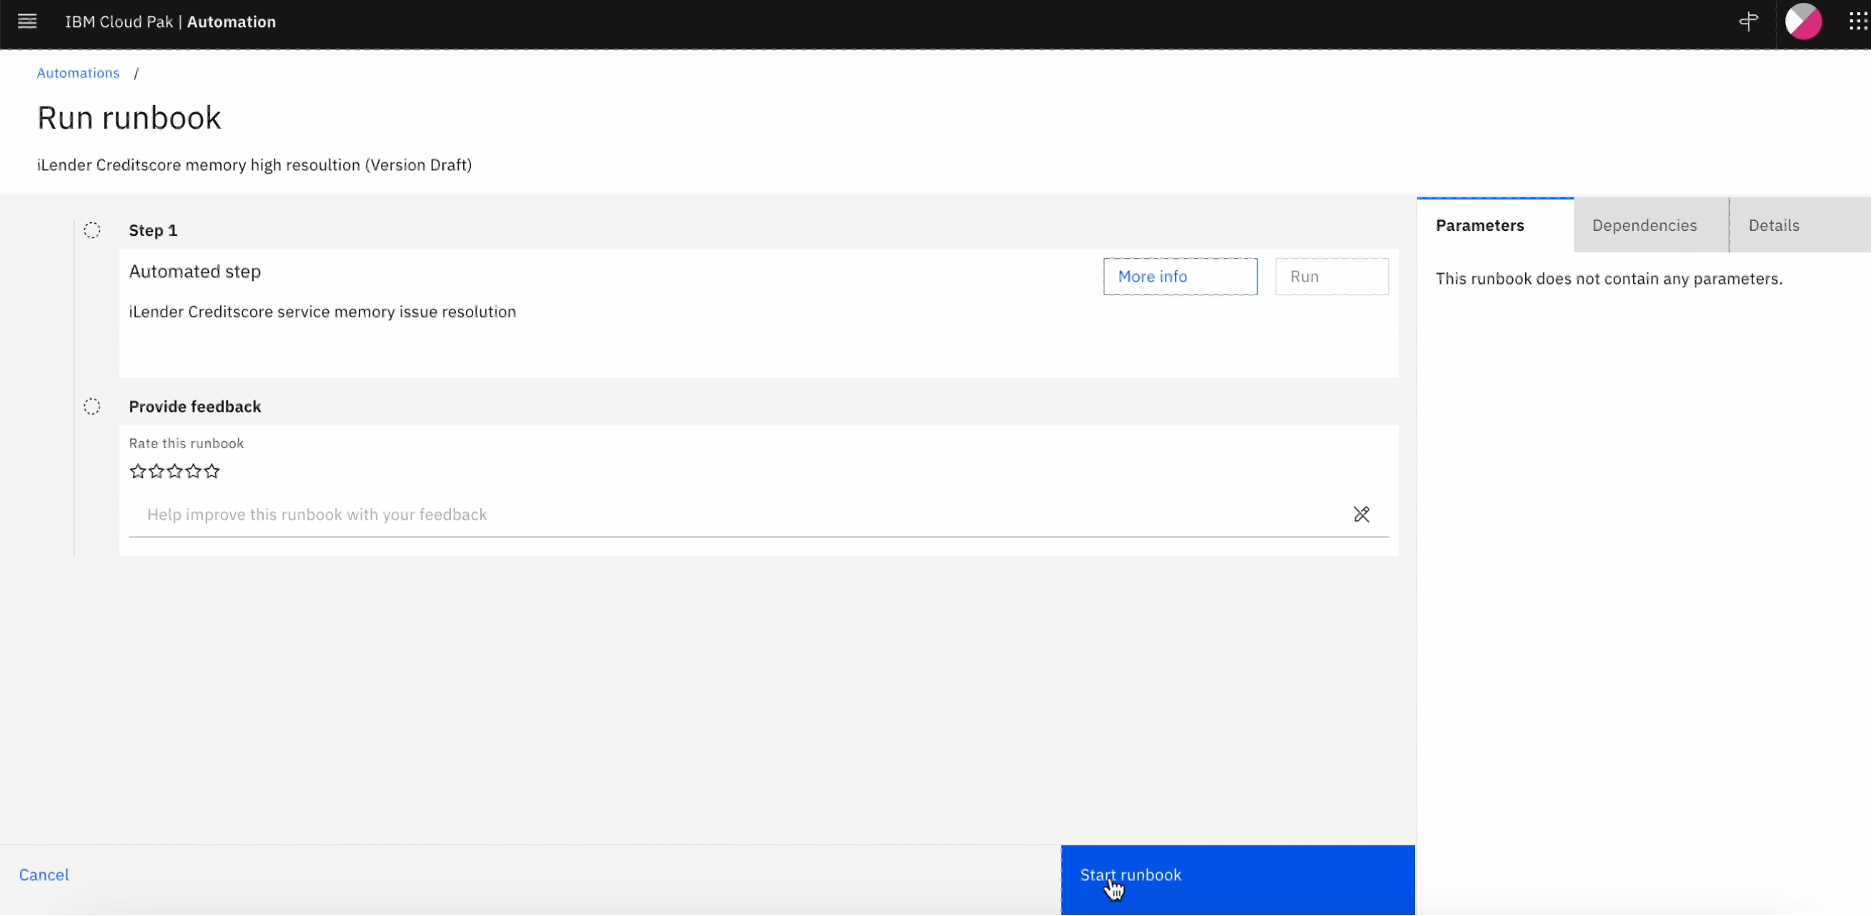 IBM Cloud Pak | Automation
Automations /
Run runbook
iLender Creditscore memory high resoultion (Version Draft)
Step 1
Automated step
More info
Run
iLender Creditscore service memory issue resolution
Provide feedback
Rate this runbook
Help improve this runbook with your feedback
Parameters
Dependencies
Details
This runbook does not contain any parameters.
Cancel
Start runbook